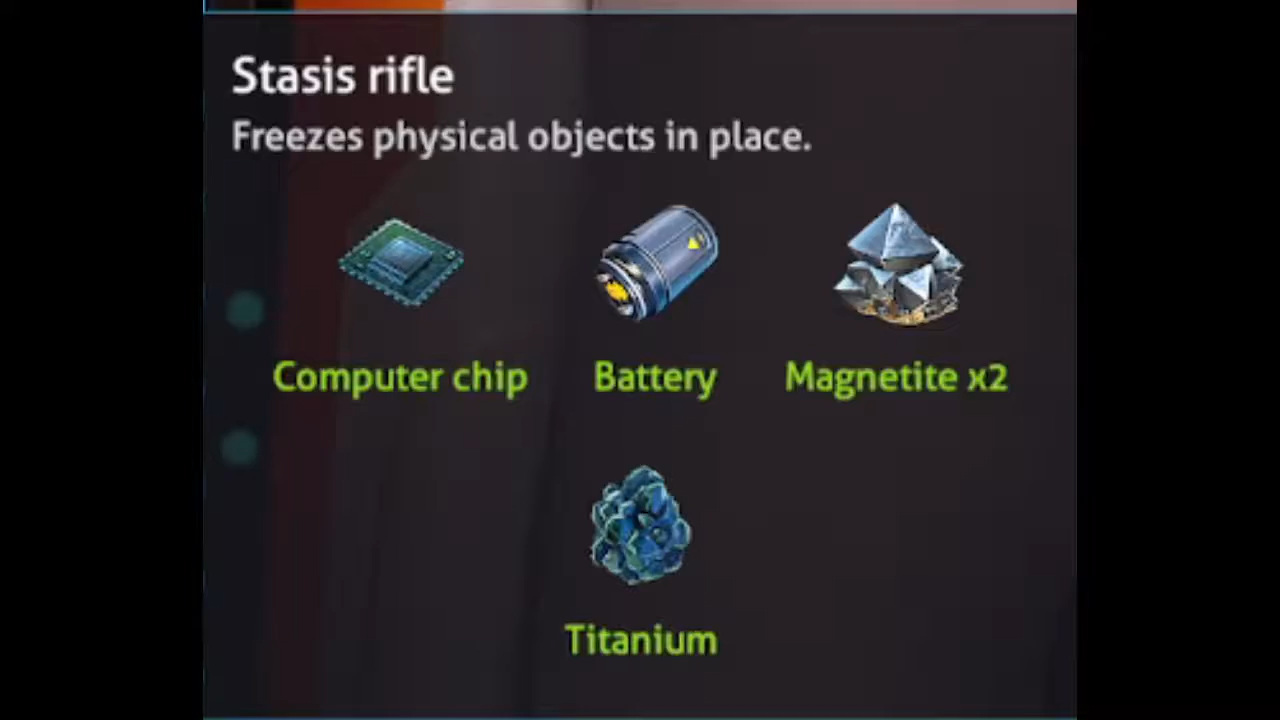 Stasis rifle
Freezes physical objects in place.
Computer chip Battery Magnetite x2
Titanium